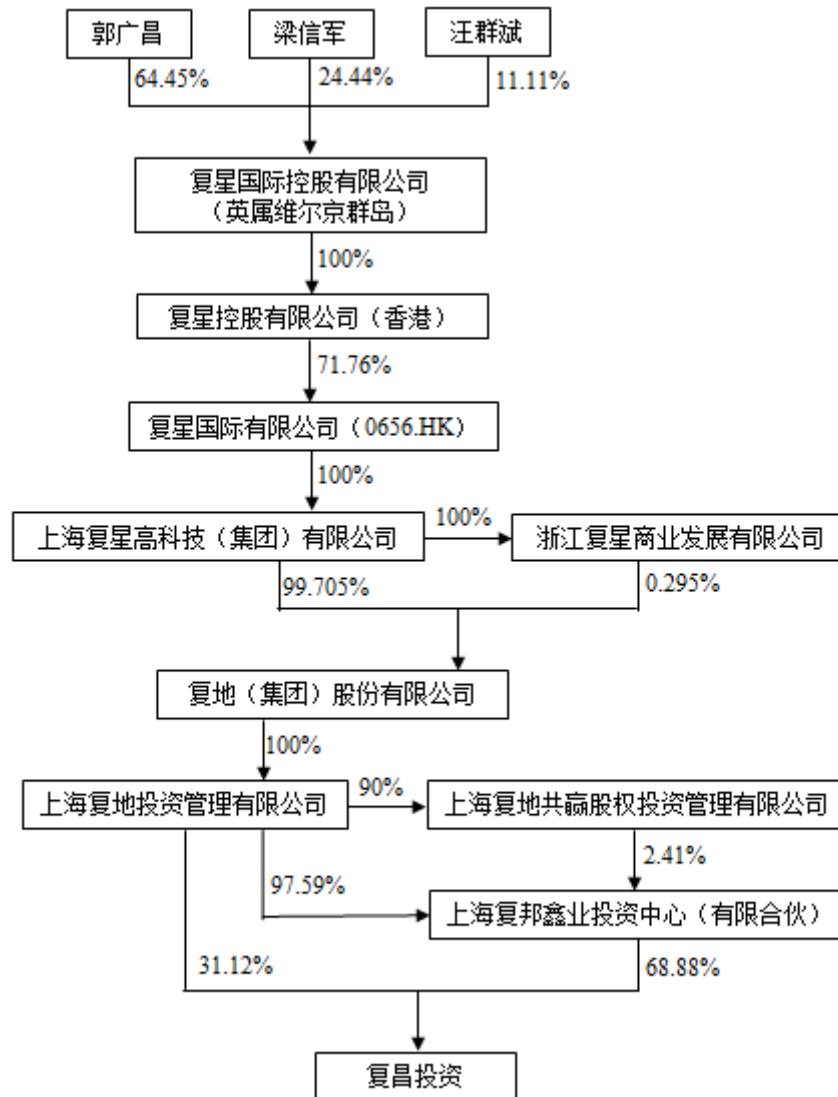 郭广昌
梁信军
汪群斌
64.45%
24.44%
11.11%
复星国际控股有限公司
（英属维尔京群岛）
100%
复星控股有限公司（香港）
71.76%
复星国际有限公司（0656.HK）
100%
上海复星高科技（集团）有限公司
100%
浙江复星商业发展有限公司
99.705%
0.295%
复地（集团）股份有限公司
100%
上海复地投资管理有限公司
90%
上海复地共赢股权投资管理有限公司
2.41%
97.59%
上海复邦鑫业投资中心（有限合伙）
31.12%
68.88%
复昌投资